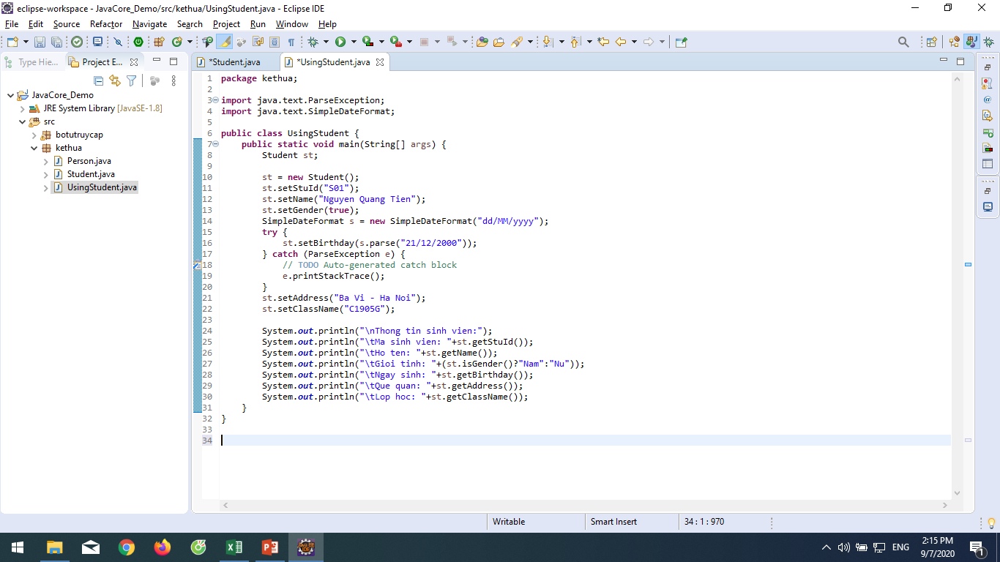 eclipse-workspace - JavaCore_Demo/src/kethua/UsingStudent.java - Eclipse IDE
File Edit Source Refactor Navigate Search Project Run Window Help
Type Hie... Project E...
*Student.java *UsingStudent.java
JavaCore_Demo
JRE System Library [JavaSE-1.8]
src
botutruycap
kethua
Person.java
Student.java
UsingStudent.java
1 package kethua;
2
3 import java.text.ParseException;
4 import java.text.SimpleDateFormat;
5
6 public class UsingStudent {
7     public static void main(String[] args) {
8         Student st;
9
10         st = new Student();
11         st.setStuId("S01");
12         st.setName("Nguyen Quang Tien");
13         st.setGender(true);
14         SimpleDateFormat s = new SimpleDateFormat("dd/MM/yyyy");
15         try {
16             st.setBirthday(s.parse("21/12/2000"));
17         } catch (ParseException e) {
18             // TODO Auto-generated catch block
19             e.printStackTrace();
20         }
21         st.setAddress("Ba Vi - Ha Noi");
22         st.setClassName("C1905G");
23
24         System.out.println("\nThong tin sinh vien:");
25         System.out.println("\tMa sinh vien: "+st.getStuId());
26         System.out.println("\tHo ten: "+st.getName());
27         System.out.println("\tGioi tinh: "+(st.isGender()?"Nam":"Nu"));
28         System.out.println("\tNgay sinh: "+st.getBirthday());
29         System.out.println("\tQue quan: "+st.getAddress());
30         System.out.println("\tLop hoc: "+st.getClassName());
31     }
32 }
33
34
Writable Smart Insert 34 : 1 : 970
ENG
2:15 PM
9/7/2020
1